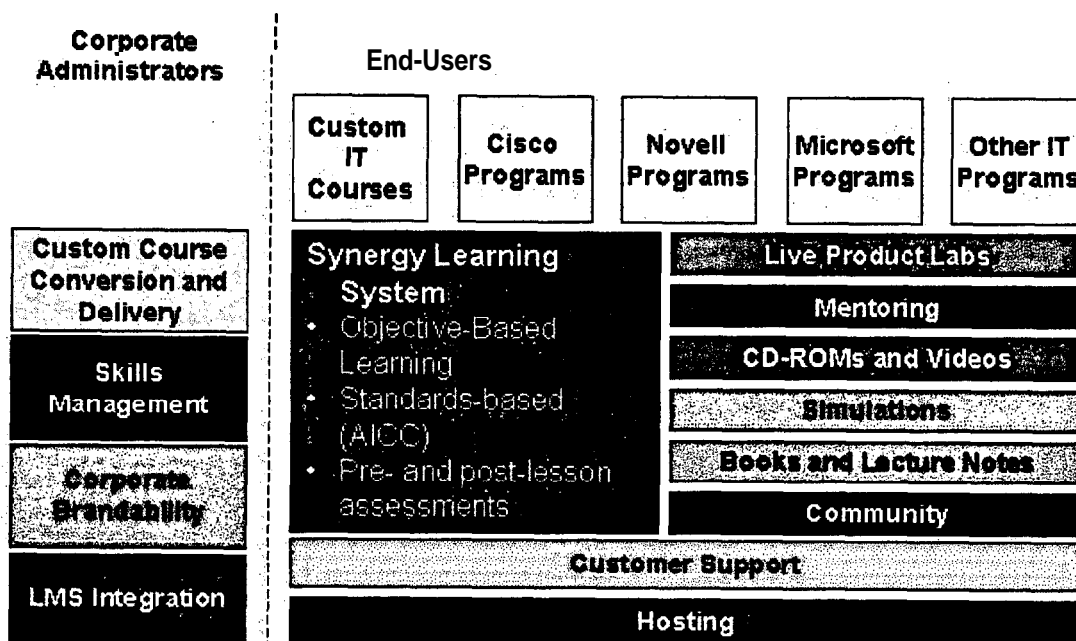 Corporate
Administrators
End-Users
Custom
IT
Courses
Cisco
Programs
Novell
Programs
Microsoft
Programs
Other IT
Programs
Custom Course
Conversion and
Delivery
Skills
Management
Corporate
Brandability
LMS Integration
Synergy Learning
System
• Objective-Based
Learning
• Standards-based
(AICC)
• Pre- and post-lesson
assessments
Live Product Labs
Mentoring
CD-ROMs and Videos
Simulations
Books and Lecture Notes
Community
Customer Support
Hosting